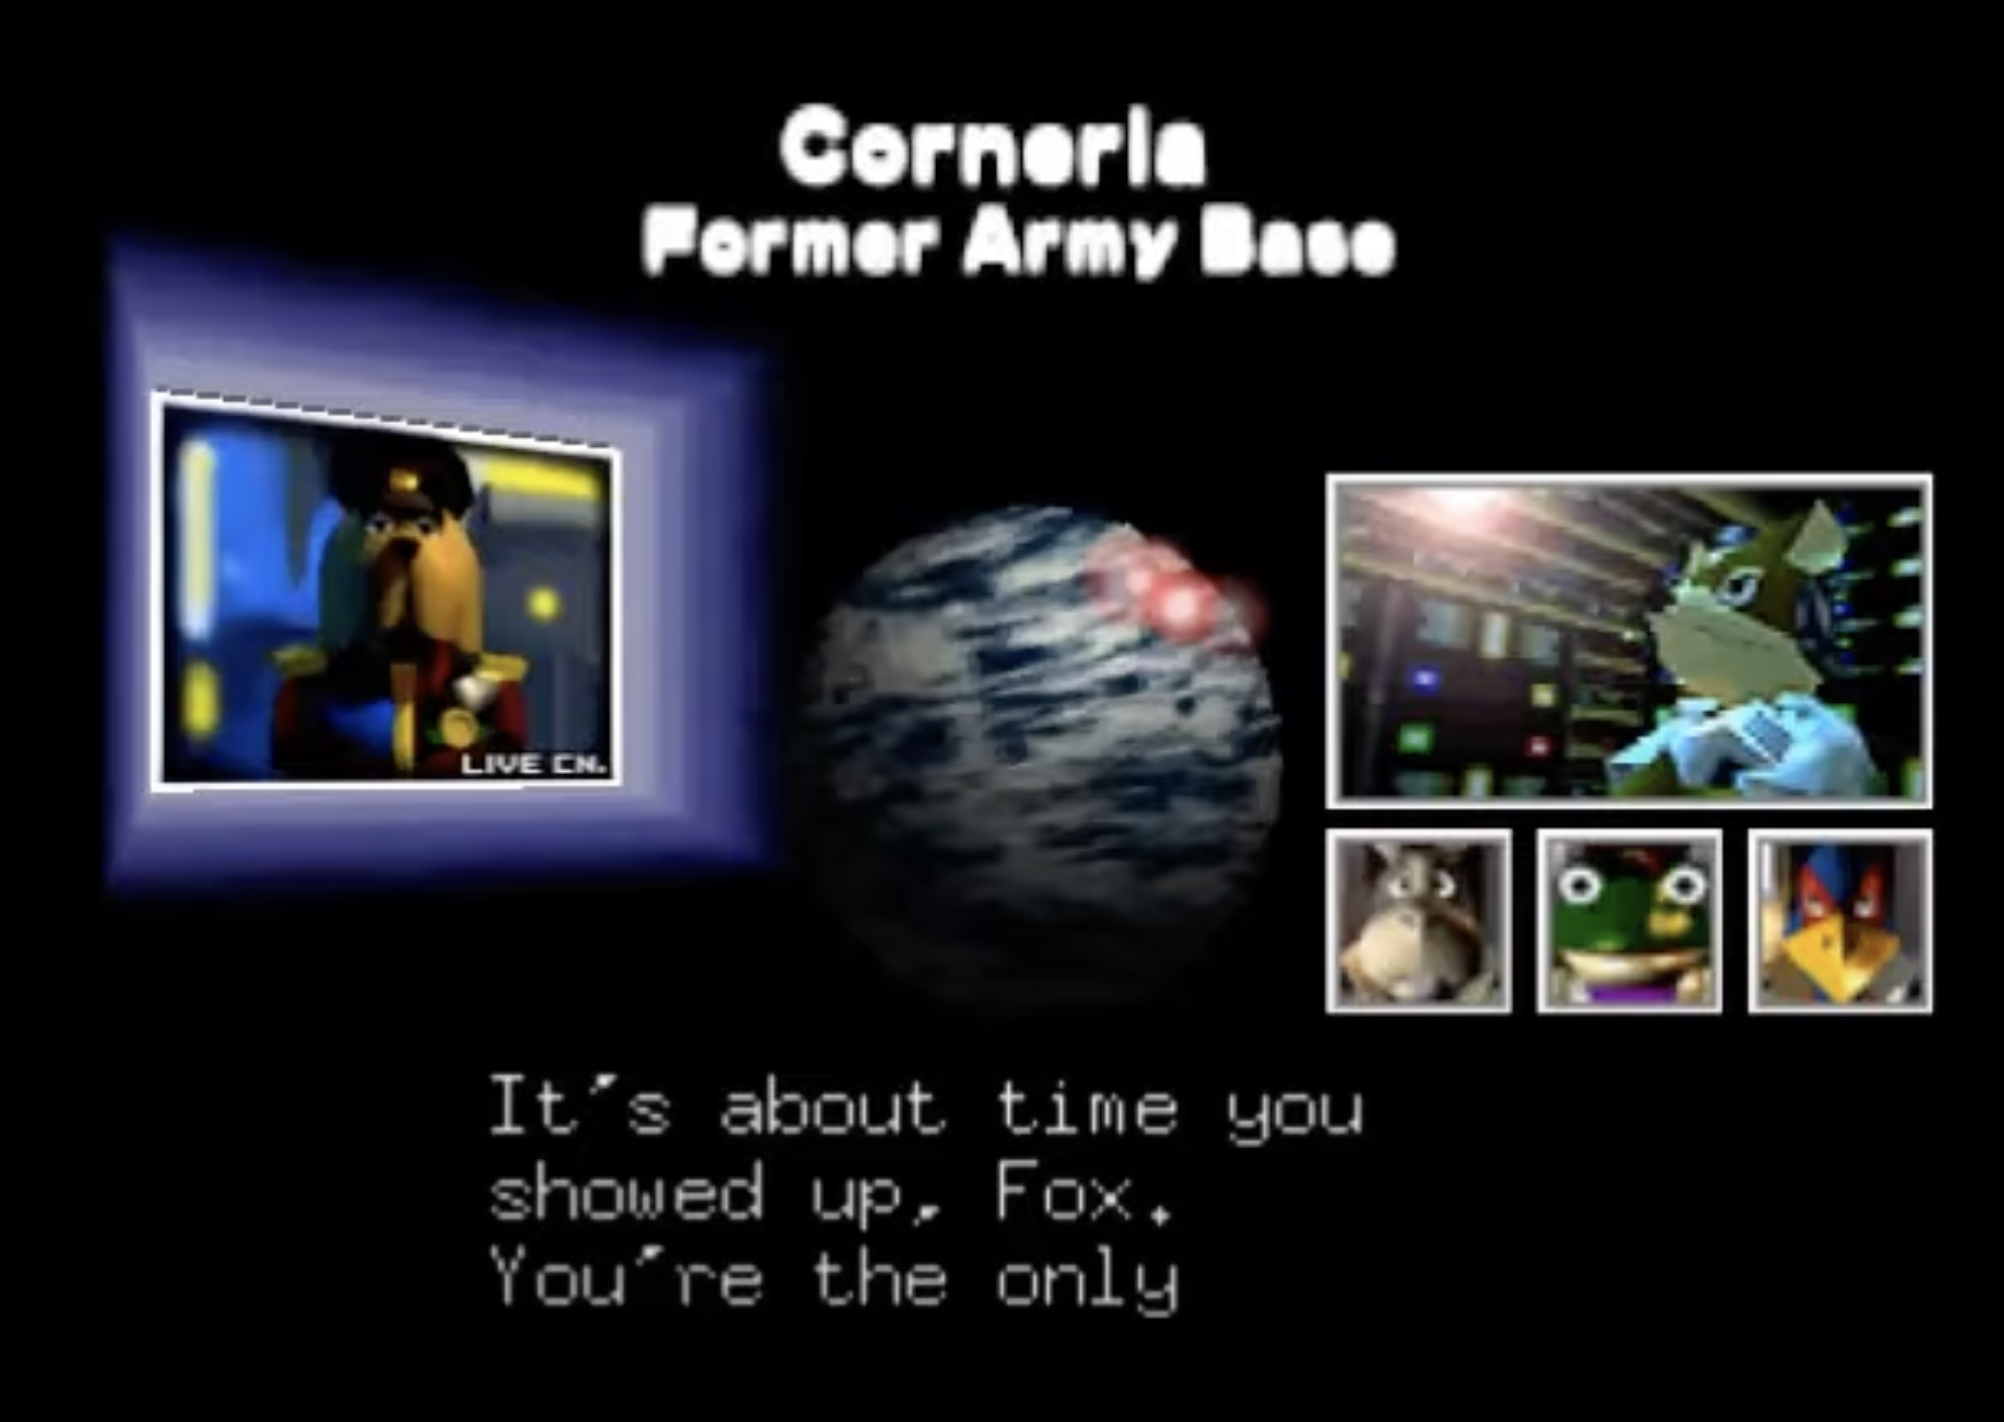 Corneria
Former Army Base
LIVE CN.
It's about time you
showed up, Fox.
You're the only